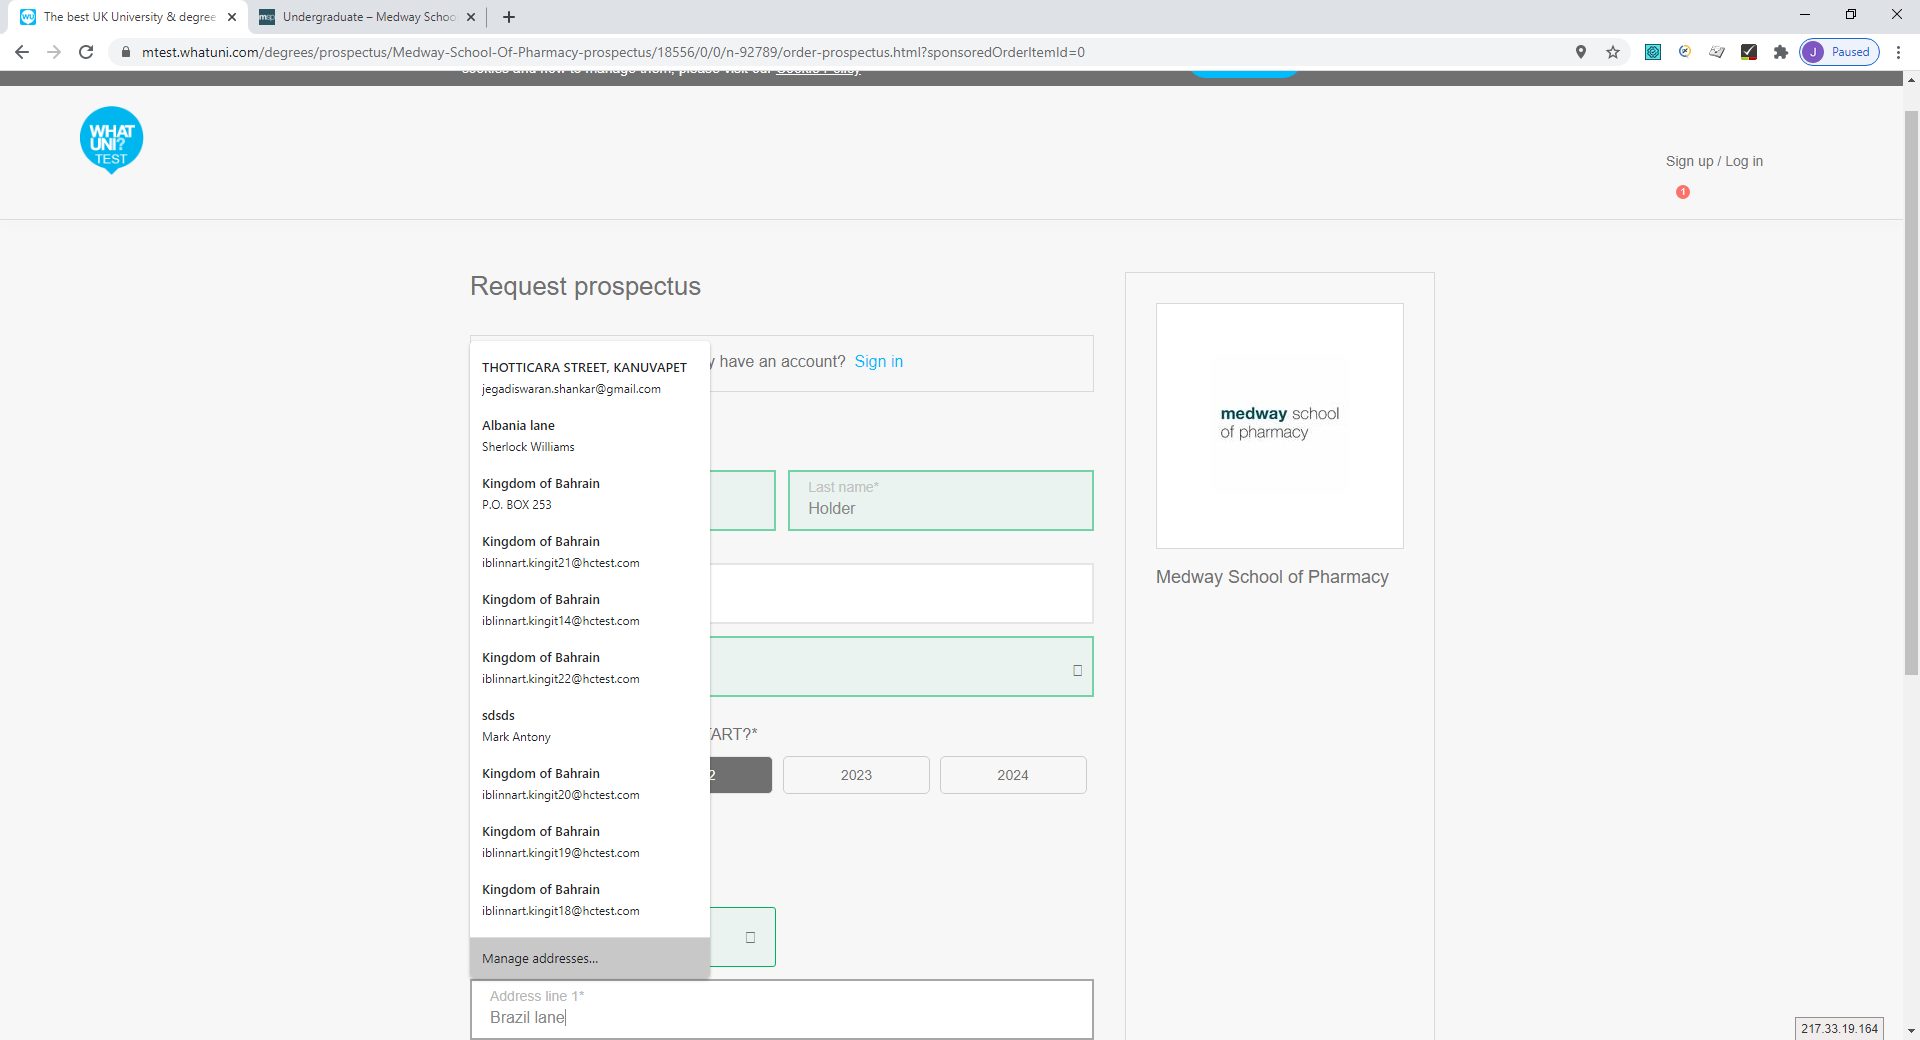 The best UK University & degree
Undergraduate – Medway Schoo
mtest.whatuni.com/degrees/prospectus/Medway-School-Of-Pharmacy-prospectus/18556/0/0/n-92789/order-prospectus.html?sponsoredOrderItemId=0
J Paused
WHAT
UNI?
TEST
Sign up / Log in
1
Request prospectus
y have an account? Sign in
THOTTICARA STREET, KANUVAPET
jegadiswaran.shankar@gmail.com
Albania lane
Sherlock Williams
Kingdom of Bahrain
P.O. BOX 253
Kingdom of Bahrain
iblinnart.kingit21@hctest.com
Kingdom of Bahrain
iblinnart.kingit14@hctest.com
Kingdom of Bahrain
iblinnart.kingit22@hctest.com
sdsds
Mark Antony
Kingdom of Bahrain
iblinnart.kingit20@hctest.com
Kingdom of Bahrain
iblinnart.kingit19@hctest.com
Kingdom of Bahrain
iblinnart.kingit18@hctest.com
Manage addresses...
Last name*
Holder
TART?*
2
2023
2024
Address line 1*
Brazil lane
medway school
of pharmacy
Medway School of Pharmacy
217.33.19.164